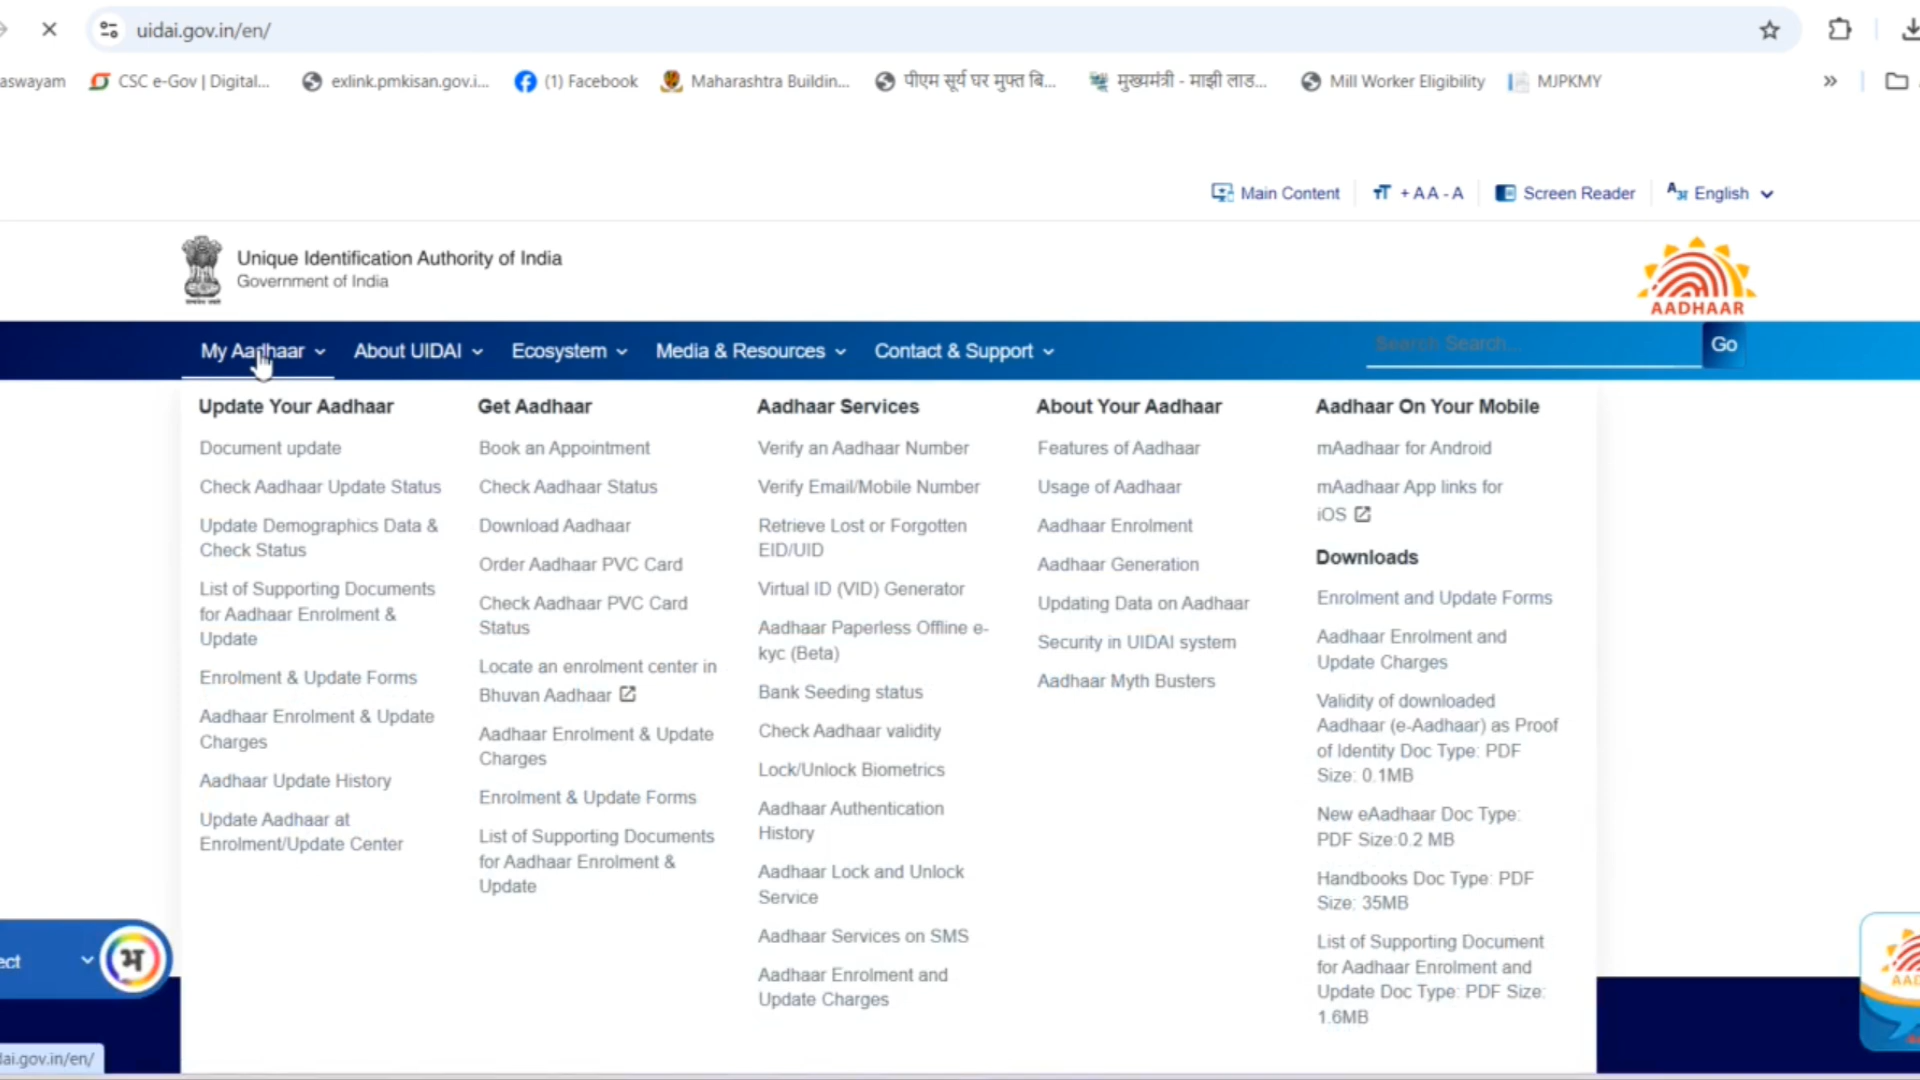 uidai.gov.in/en/
aswayam
CSC e-Gov | Digital...
exlink.pmkisan.gov.i...
(1) Facebook
Maharashtra Buildin...
पीएम सूर्य घर मुफ्त बि...
मुख्यमंत्री - माझी लाड...
Mill Worker Eligibility
MJPKMY
Main Content
+ A A - A
Screen Reader
English
Unique Identification Authority of India
Government of India
AADHAAR
My Aadhaar
About UIDAI
Ecosystem
Media & Resources
Contact & Support
Search Search...
Go
Update Your Aadhaar
Document update
Check Aadhaar Update Status
Update Demographics Data &
Check Status
List of Supporting Documents
for Aadhaar Enrolment &
Update
Enrolment & Update Forms
Aadhaar Enrolment & Update
Charges
Aadhaar Update History
Update Aadhaar at
Enrolment/Update Center
Get Aadhaar
Book an Appointment
Check Aadhaar Status
Download Aadhaar
Order Aadhaar PVC Card
Check Aadhaar PVC Card
Status
Locate an enrolment center in
Bhuvan Aadhaar
Aadhaar Enrolment & Update
Charges
Enrolment & Update Forms
List of Supporting Documents
for Aadhaar Enrolment &
Update
Aadhaar Services
Verify an Aadhaar Number
Verify Email/Mobile Number
Retrieve Lost or Forgotten
EID/UID
Virtual ID (VID) Generator
Aadhaar Paperless Offline e-
kyc (Beta)
Bank Seeding status
Check Aadhaar validity
Lock/Unlock Biometrics
Aadhaar Authentication
History
Aadhaar Lock and Unlock
Service
Aadhaar Services on SMS
Aadhaar Enrolment and
Update Charges
About Your Aadhaar
Features of Aadhaar
Usage of Aadhaar
Aadhaar Enrolment
Aadhaar Generation
Updating Data on Aadhaar
Security in UIDAI system
Aadhaar Myth Busters
Aadhaar On Your Mobile
mAadhaar for Android
mAadhaar App links for
iOS
Downloads
Enrolment and Update Forms
Aadhaar Enrolment and
Update Charges
Validity of downloaded
Aadhaar (e-Aadhaar) as Proof
of Identity Doc Type: PDF
Size: 0.1MB
New eAadhaar Doc Type:
PDF Size:0.2 MB
Handbooks Doc Type: PDF
Size: 35MB
List of Supporting Document
for Aadhaar Enrolment and
Update Doc Type: PDF Size:
1.6MB
ect
भ
AAD
dai.gov.in/en/